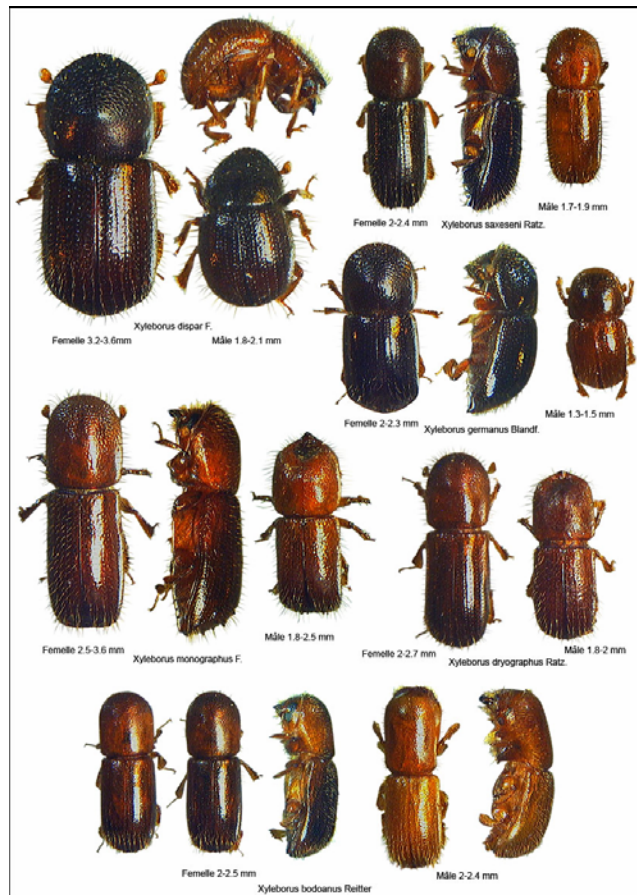 Femelle 2-2.4 mm
Xyleborus saxeseni Ratz.
Mâle 1.7-1.9 mm
Xyleborus dispar F.
Femelle 3.2-3.6mm
Mâle 1.8-2.1 mm
Femelle 2-2.3 mm
Xyleborus germanus Blandf.
Mâle 1.3-1.5 mm
Femelle 2.5-3.6 mm
Xyleborus monographus F.
Mâle 1.8-2.5 mm
Femelle 2-2.7 mm
Xyleborus dryographus Ratz.
Mâle 1.8-2 mm
Femelle 2-2.5 mm
Mâle 2-2.4 mm
Xyleborus bodoanus Reitter